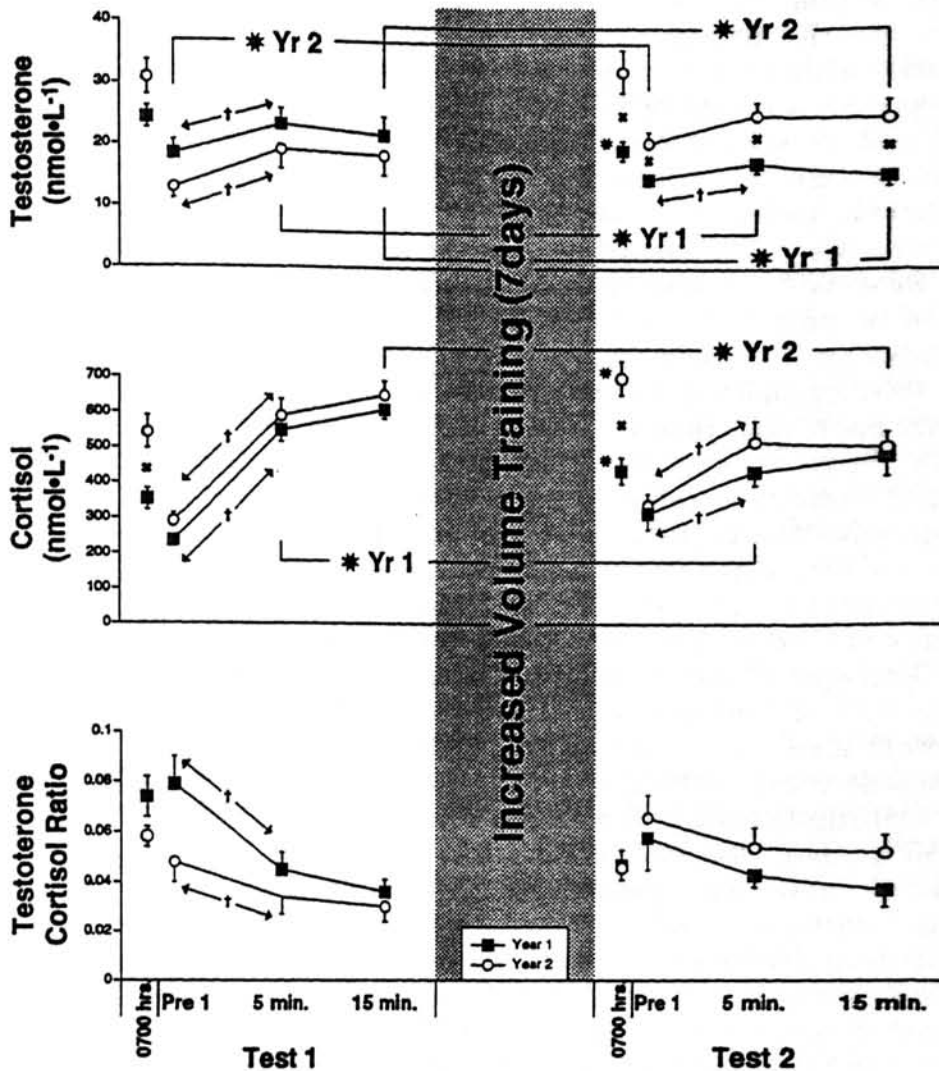 40
30
20
10
0
Testosterone
(nmol•L-1)
✷ Yr 2
✷ Yr 2
†
†
†
✷ Yr 1
✷ Yr 1
700
600
500
400
300
200
100
0
Cortisol
(nmol•L-1)
✷ Yr 2
†
†
†
†
✷ Yr 1
Increased Volume Training (7days)
0.1
0.08
0.06
0.04
0.02
0
Testoterone
Cortisol Ratio
†
†
Year 1
Year 2
0700 hrs.
Pre 1
5 min.
15 min.
0700 hrs.
Pre 1
5 min.
15 min.
Test 1
Test 2